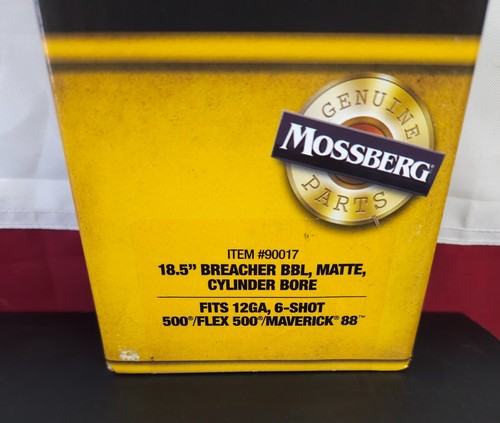 GENUINE
MOSSBERG®
PARTS
ITEM #90017
18.5” BREACHER BBL, MATTE,
CYLINDER BORE
FITS 12GA, 6-SHOT
500®/FLEX 500®/MAVERICK® 88™